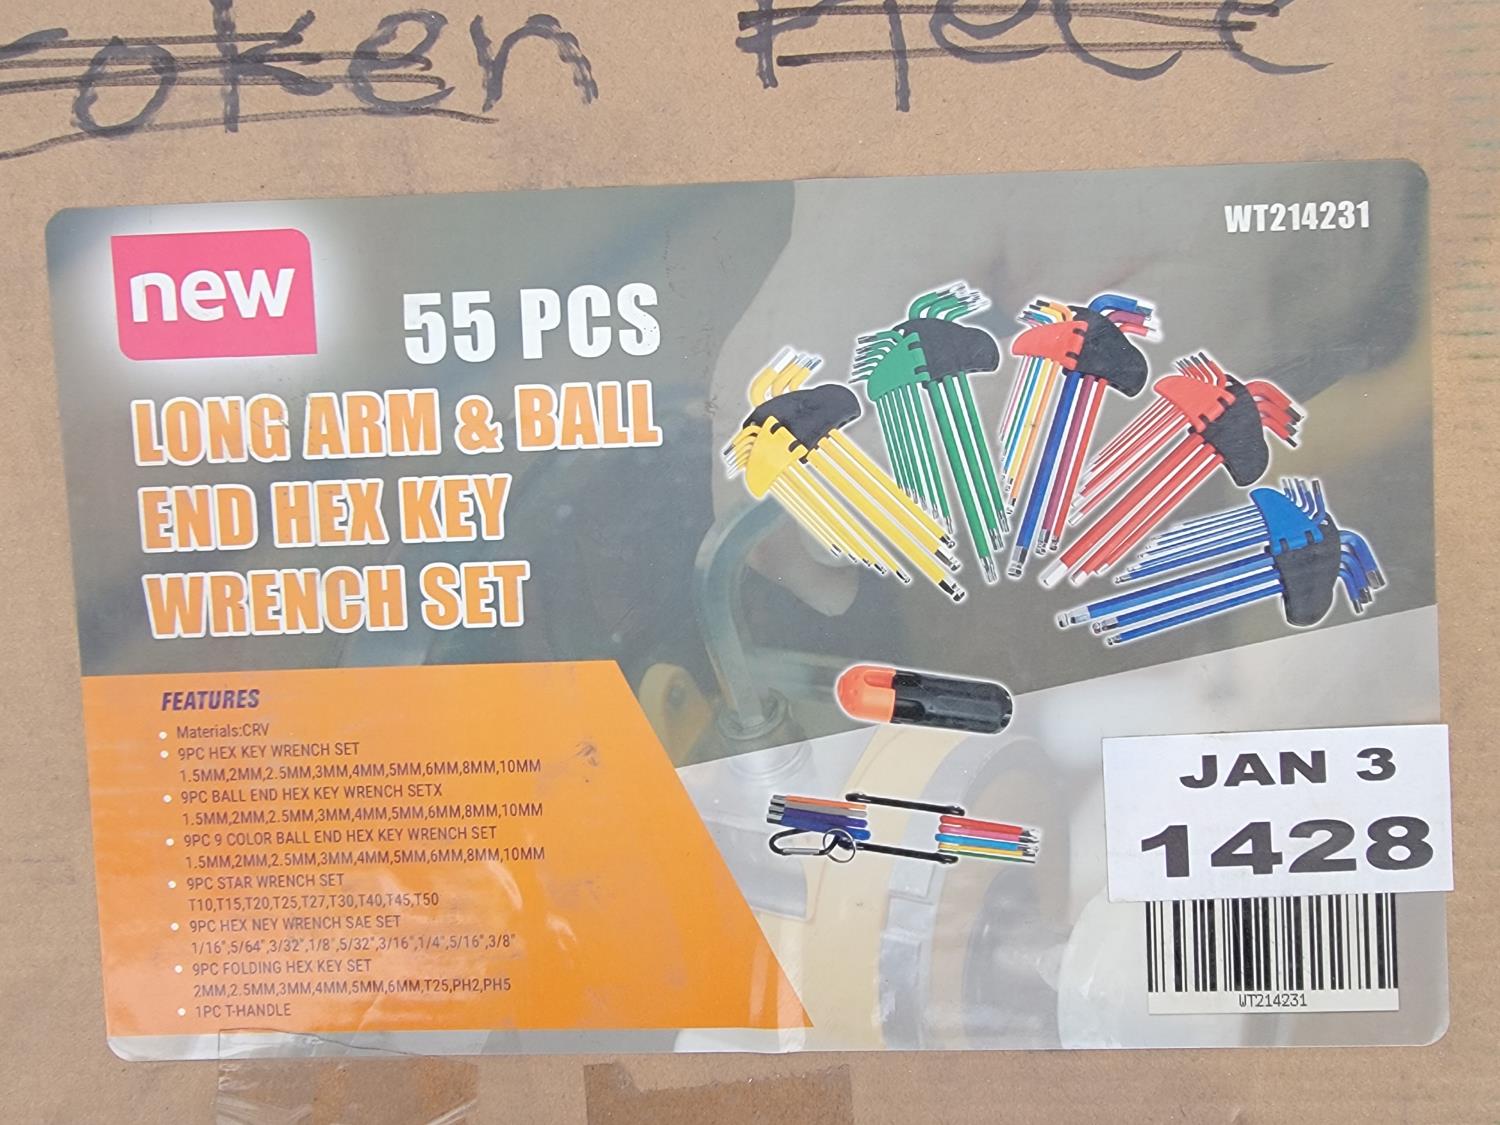 oken Piece
WT214231
new
55 PCS
LONG ARM & BALL
END HEX KEY
WRENCH SET
FEATURES
Materials:CRV
9PC HEX KEY WRENCH SET
1.5MM,2MM,2.5MM,3MM,4MM,5MM,6MM,8MM,10MM
9PC BALL END HEX KEY WRENCH SETX
1.5MM,2MM,2.5MM,3MM,4MM,5MM,6MM,8MM,10MM
9PC 9 COLOR BALL END HEX KEY WRENCH SET
1.5MM,2MM,2.5MM,3MM,4MM,5MM,6MM,8MM,10MM
9PC STAR WRENCH SET
T10,T15,T20,T25,T27,T30,T40,T45,T50
9PC HEX NEY WRENCH SAE SET
1/16",5/64",3/32",1/8",5/32",3/16",1/4",5/16",3/8"
9PC FOLDING HEX KEY SET
2MM,2.5MM,3MM,4MM,5MM,6MM,T25,PH2,PH5
1PC T-HANDLE
JAN 3
1428
WT214231